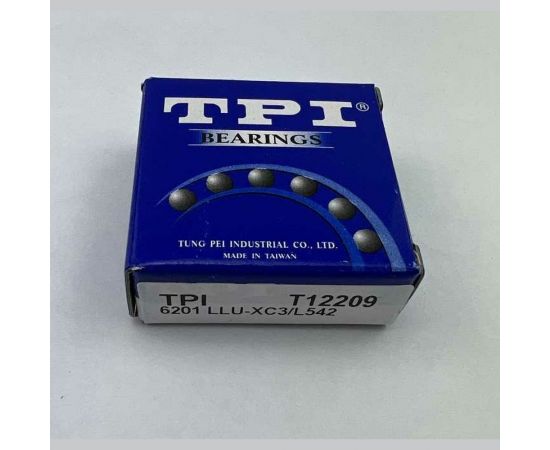 TPI®
BEARINGS
TUNG PEI INDUSTRIAL CO., LTD.
MADE IN TAIWAN
TPI T12209
6201 LLU-XC3/L542